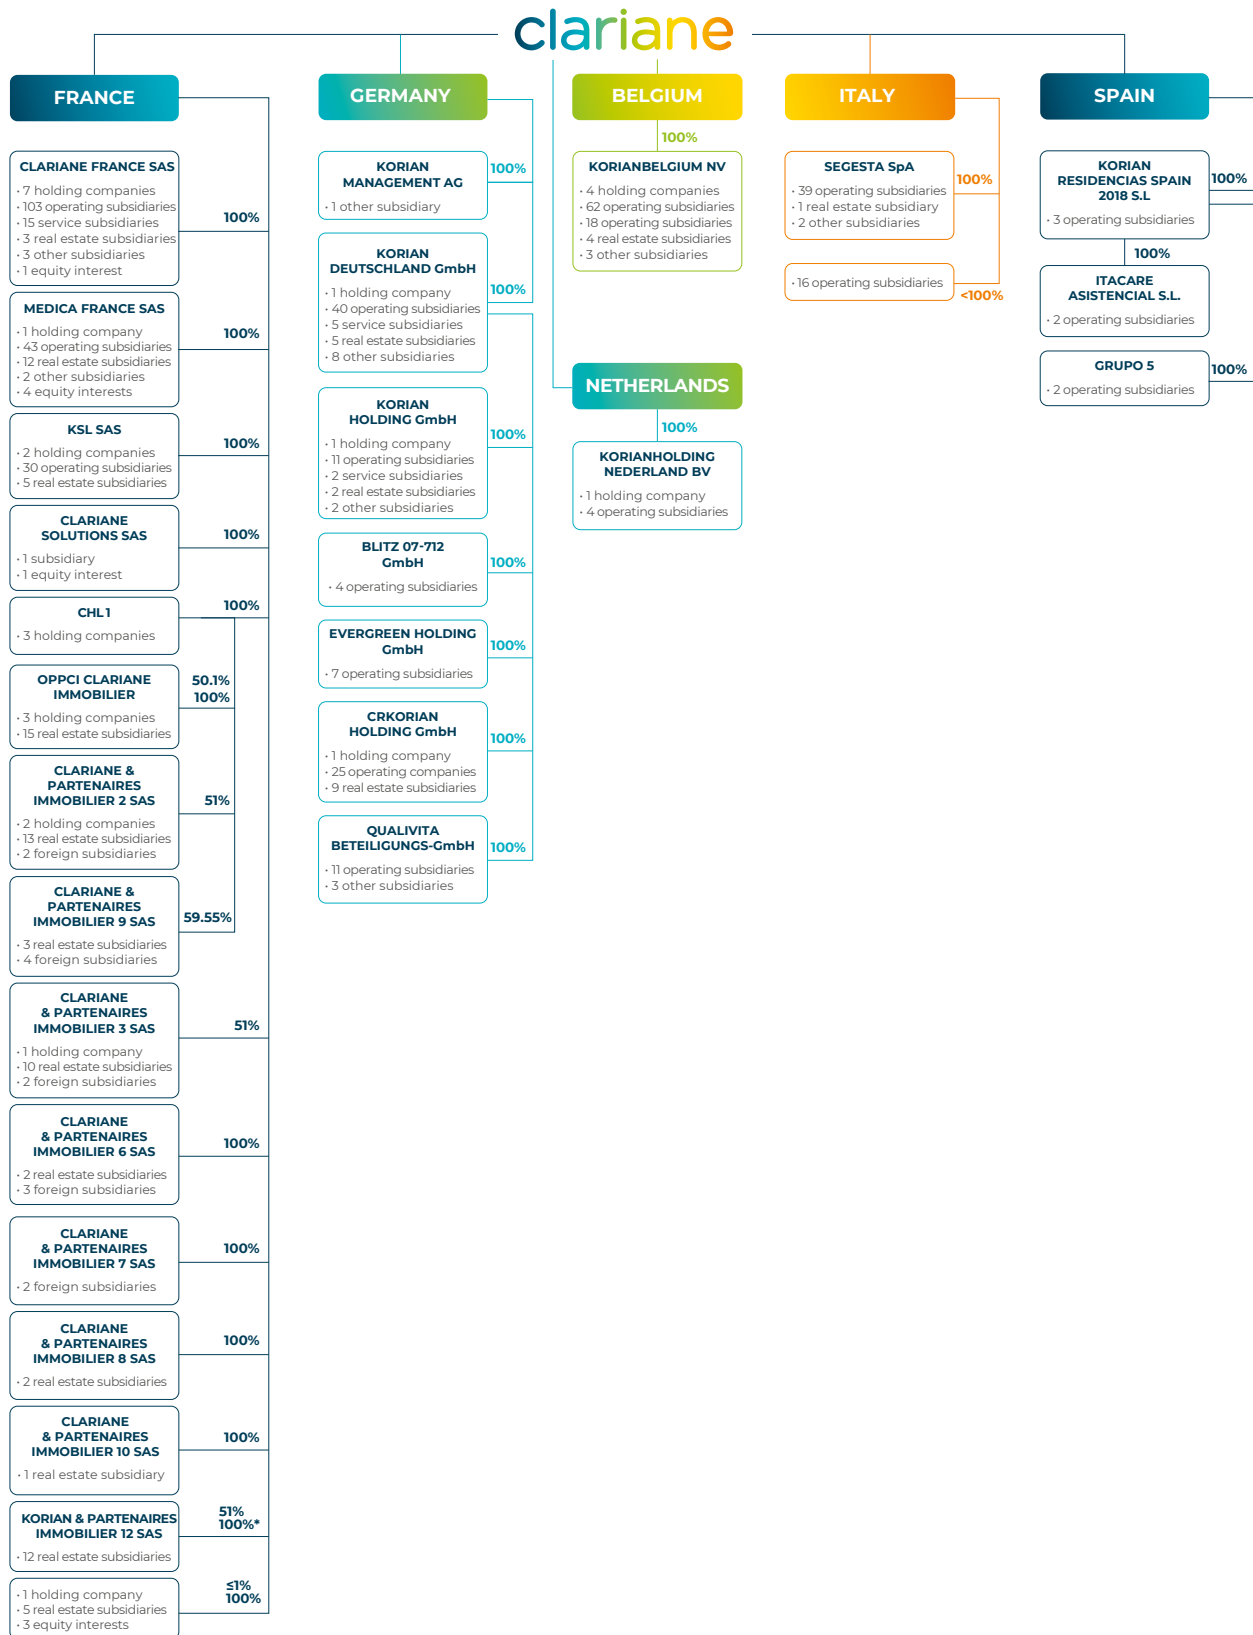 clariane
FRANCE
CLARIANE FRANCE SAS
• 7 holding companies
• 103 operating subsidiaries
• 15 service subsidiaries
• 3 real estate subsidiaries
• 3 other subsidiaries
• 1 equity interest
100%
MEDICA FRANCE SAS
• 1 holding company
• 43 operating subsidiaries
• 12 real estate subsidiaries
• 2 other subsidiaries
• 4 equity interests
100%
KSL SAS
• 2 holding companies
• 30 operating subsidiaries
• 5 real estate subsidiaries
100%
CLARIANE
SOLUTIONS SAS
• 1 subsidiary
• 1 equity interest
100%
CHL 1
• 3 holding companies
100%
OPPCI CLARIANE
IMMOBILIER
• 3 holding companies
• 15 real estate subsidiaries
50.1%
100%
CLARIANE &
PARTENAIRES
IMMOBILIER 2 SAS
• 2 holding companies
• 13 real estate subsidiaries
• 2 foreign subsidiaries
51%
CLARIANE &
PARTENAIRES
IMMOBILIER 9 SAS
• 3 real estate subsidiaries
• 4 foreign subsidiaries
59.55%
CLARIANE
& PARTENAIRES
IMMOBILIER 3 SAS
• 1 holding company
• 10 real estate subsidiaries
• 2 foreign subsidiaries
51%
CLARIANE
& PARTENAIRES
IMMOBILIER 6 SAS
• 2 real estate subsidiaries
• 3 foreign subsidiaries
100%
CLARIANE
& PARTENAIRES
IMMOBILIER 7 SAS
• 2 foreign subsidiaries
100%
CLARIANE
& PARTENAIRES
IMMOBILIER 8 SAS
• 2 real estate subsidiaries
100%
CLARIANE
& PARTENAIRES
IMMOBILIER 10 SAS
• 1 real estate subsidiary
100%
KORIAN & PARTENAIRES
IMMOBILIER 12 SAS
• 12 real estate subsidiaries
51%
100%*
• 1 holding company
• 5 real estate subsidiaries
• 3 equity interests
≤1%
100%
GERMANY
KORIAN
MANAGEMENT AG
• 1 other subsidiary
100%
KORIAN
DEUTSCHLAND GmbH
• 1 holding company
• 40 operating subsidiaries
• 5 service subsidiaries
• 5 real estate subsidiaries
• 8 other subsidiaries
100%
KORIAN
HOLDING GmbH
• 1 holding company
• 11 operating subsidiaries
• 2 service subsidiaries
• 2 real estate subsidiaries
• 2 other subsidiaries
100%
BLITZ 07-712
GmbH
• 4 operating subsidiaries
100%
EVERGREEN HOLDING
GmbH
• 7 operating subsidiaries
100%
CRKORIAN
HOLDING GmbH
• 1 holding company
• 25 operating companies
• 9 real estate subsidiaries
100%
QUALIVITA
BETEILIGUNGS-GmbH
• 11 operating subsidiaries
• 3 other subsidiaries
100%
BELGIUM
100%
KORIANBELGIUM NV
• 4 holding companies
• 62 operating subsidiaries
• 18 operating subsidiaries
• 4 real estate subsidiaries
• 3 other subsidiaries
NETHERLANDS
100%
KORIANHOLDING
NEDERLAND BV
• 1 holding company
• 4 operating subsidiaries
ITALY
SEGESTA SpA
• 39 operating subsidiaries
• 1 real estate subsidiary
• 2 other subsidiaries
100%
• 16 operating subsidiaries
<100%
SPAIN
KORIAN
RESIDENCIAS SPAIN
2018 S.L
• 3 operating subsidiaries
100%
100%
ITACARE
ASISTENCIAL S.L.
• 2 operating subsidiaries
GRUPO 5
• 2 operating subsidiaries
100%